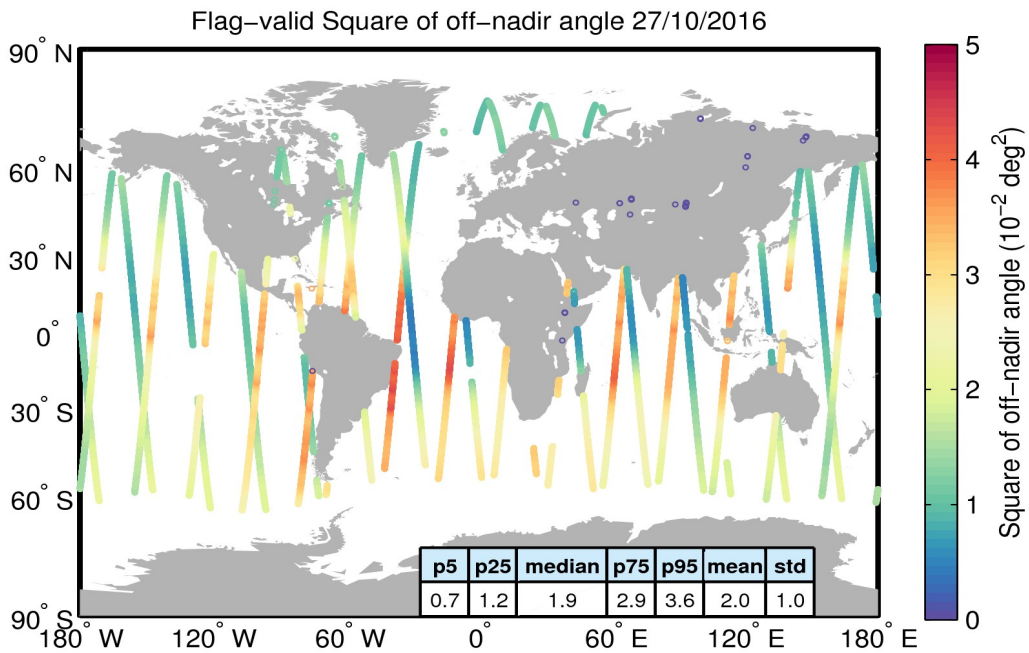 Flag−valid Square of off−nadir angle 27/10/2016
90° N
60° N
30° N
0°
30° S
60° S
90° S
180° W
120° W
60° W
0°
60° E
120° E
180° E
p5 p25 median p75 p95 mean std
0.7 1.2 1.9 2.9 3.6 2.0 1.0
5
4
3
2
1
0
Square of off−nadir angle (10⁻² deg²)